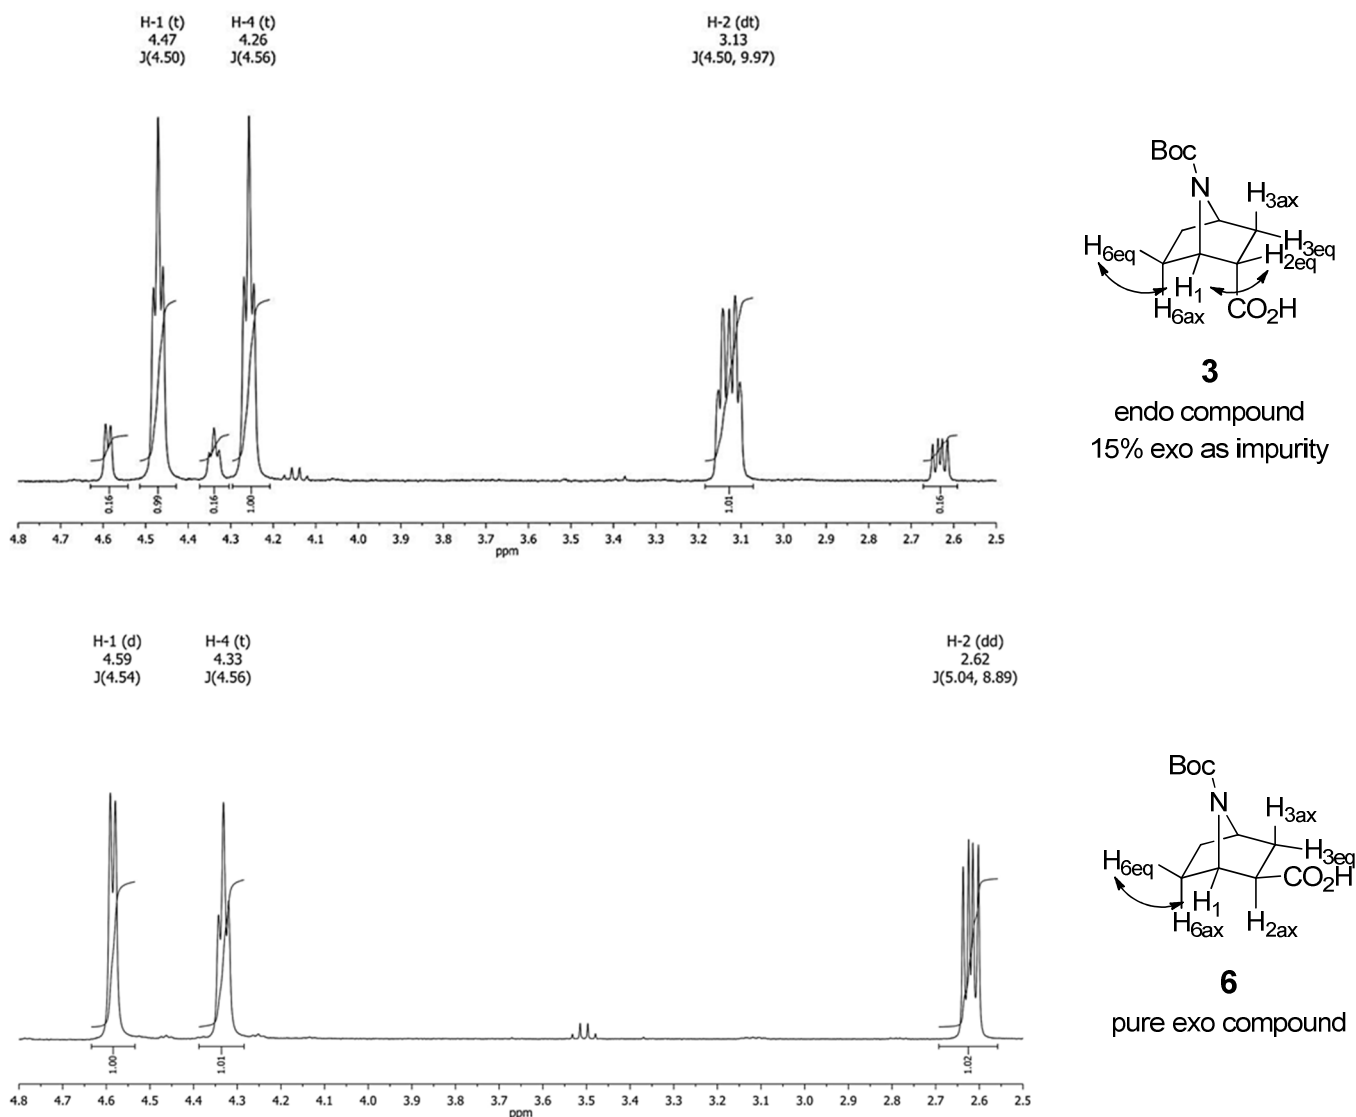 H-1 (t)
4.47
J(4.50)
H-4 (t)
4.26
J(4.56)
H-2 (dt)
3.13
J(4.50, 9.97)
0.16
0.99
0.16
1.00
1.01
0.16
4.8 4.7 4.6 4.5 4.4 4.3 4.2 4.1 4.0 3.9 3.8 3.7 3.6 3.5 3.4 3.3 3.2 3.1 3.0 2.9 2.8 2.7 2.6 2.5
ppm
Boc
N
H3ax
H6eq
H3eq
H2eq
H1
H6ax
CO2H
3
endo compound
15% exo as impurity
H-1 (d)
4.59
J(4.54)
H-4 (t)
4.33
J(4.56)
H-2 (dd)
2.62
J(5.04, 8.89)
1.00
1.01
1.02
4.8 4.7 4.6 4.5 4.4 4.3 4.2 4.1 4.0 3.9 3.8 3.7 3.6 3.5 3.4 3.3 3.2 3.1 3.0 2.9 2.8 2.7 2.6 2.5
ppm
Boc
N
H3ax
H6eq
H3eq
CO2H
H1
H6ax
H2ax
6
pure exo compound